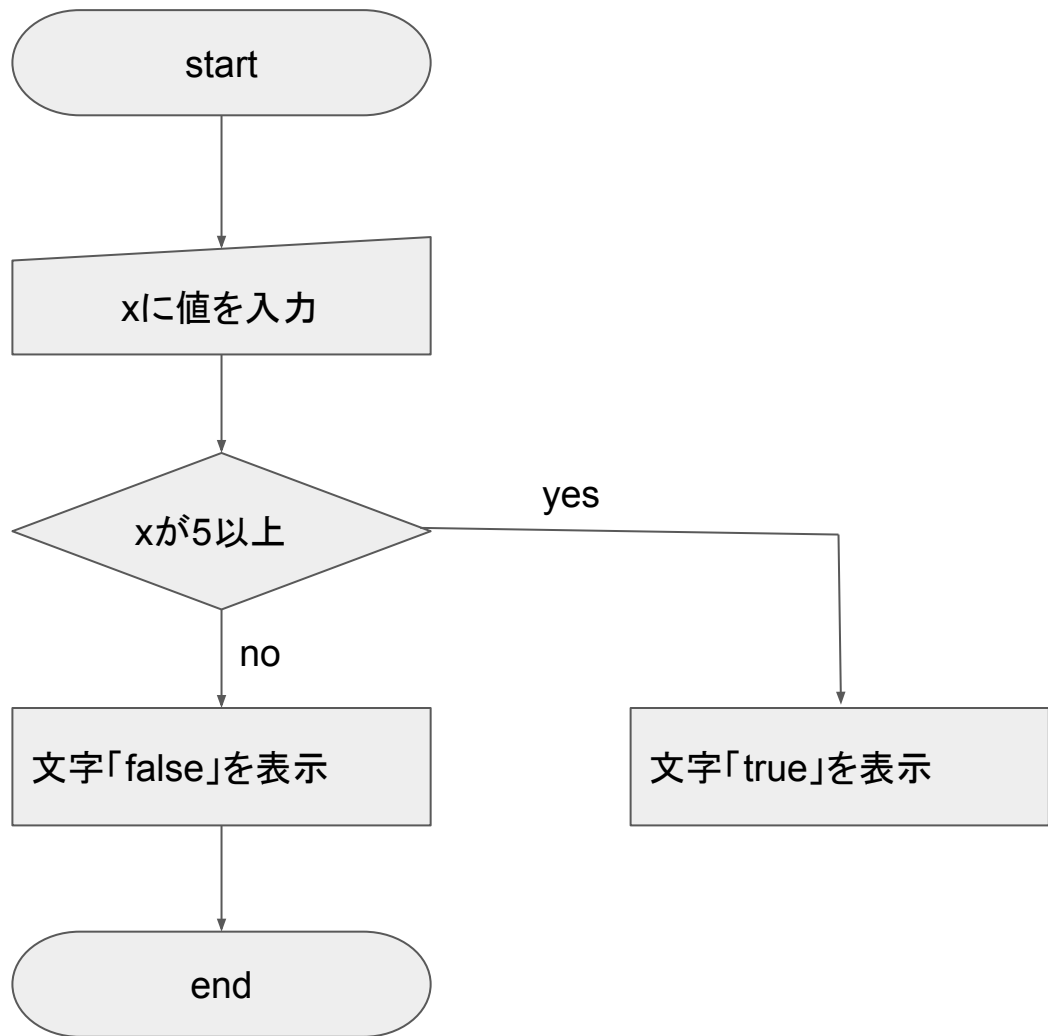 start
xに値を入力
xが5以上
yes
no
文字「false」を表示
文字「true」を表示
end